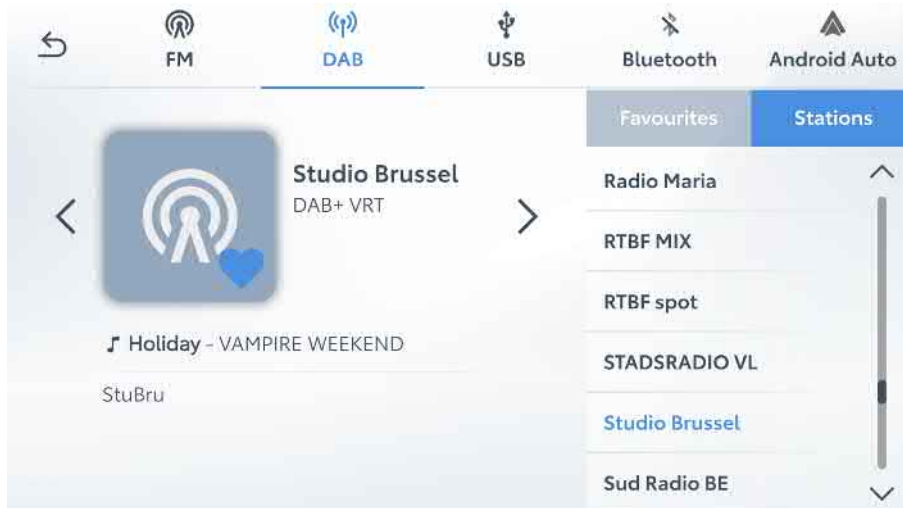 FM
DAB
USB
Bluetooth
Android Auto
Favourites
Stations
Studio Brussel
DAB+ VRT
Holiday - VAMPIRE WEEKEND
StuBru
Radio Maria
RTBF MIX
RTBF spot
STADSRADIO VL
Studio Brussel
Sud Radio BE